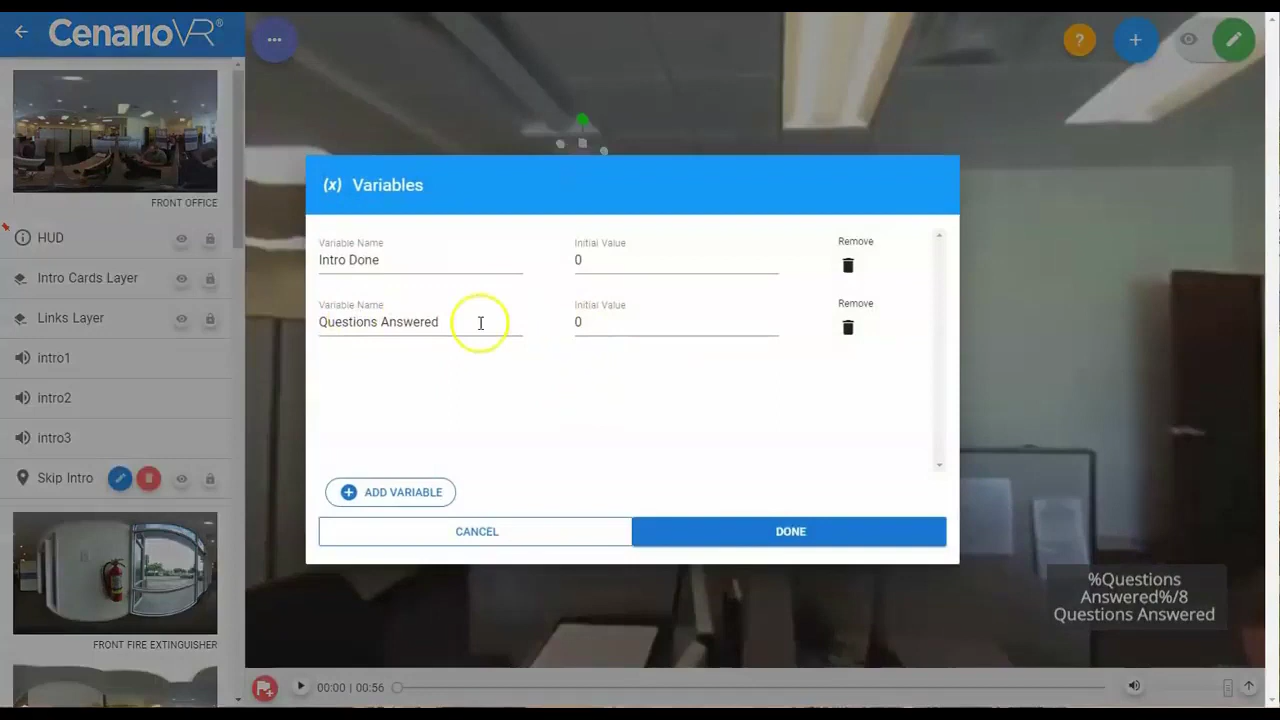 CenarioVR®
FRONT OFFICE
HUD
Intro Cards Layer
Links Layer
intro1
intro2
intro3
Skip Intro
FRONT FIRE EXTINGUISHER
...
?
+
(x) Variables
Variable Name
Initial Value
Remove
Intro Done
0
Variable Name
Initial Value
Remove
Questions Answered
0
ADD VARIABLE
CANCEL
DONE
%Questions
Answered%/8
Questions Answered
00:00 | 00:56